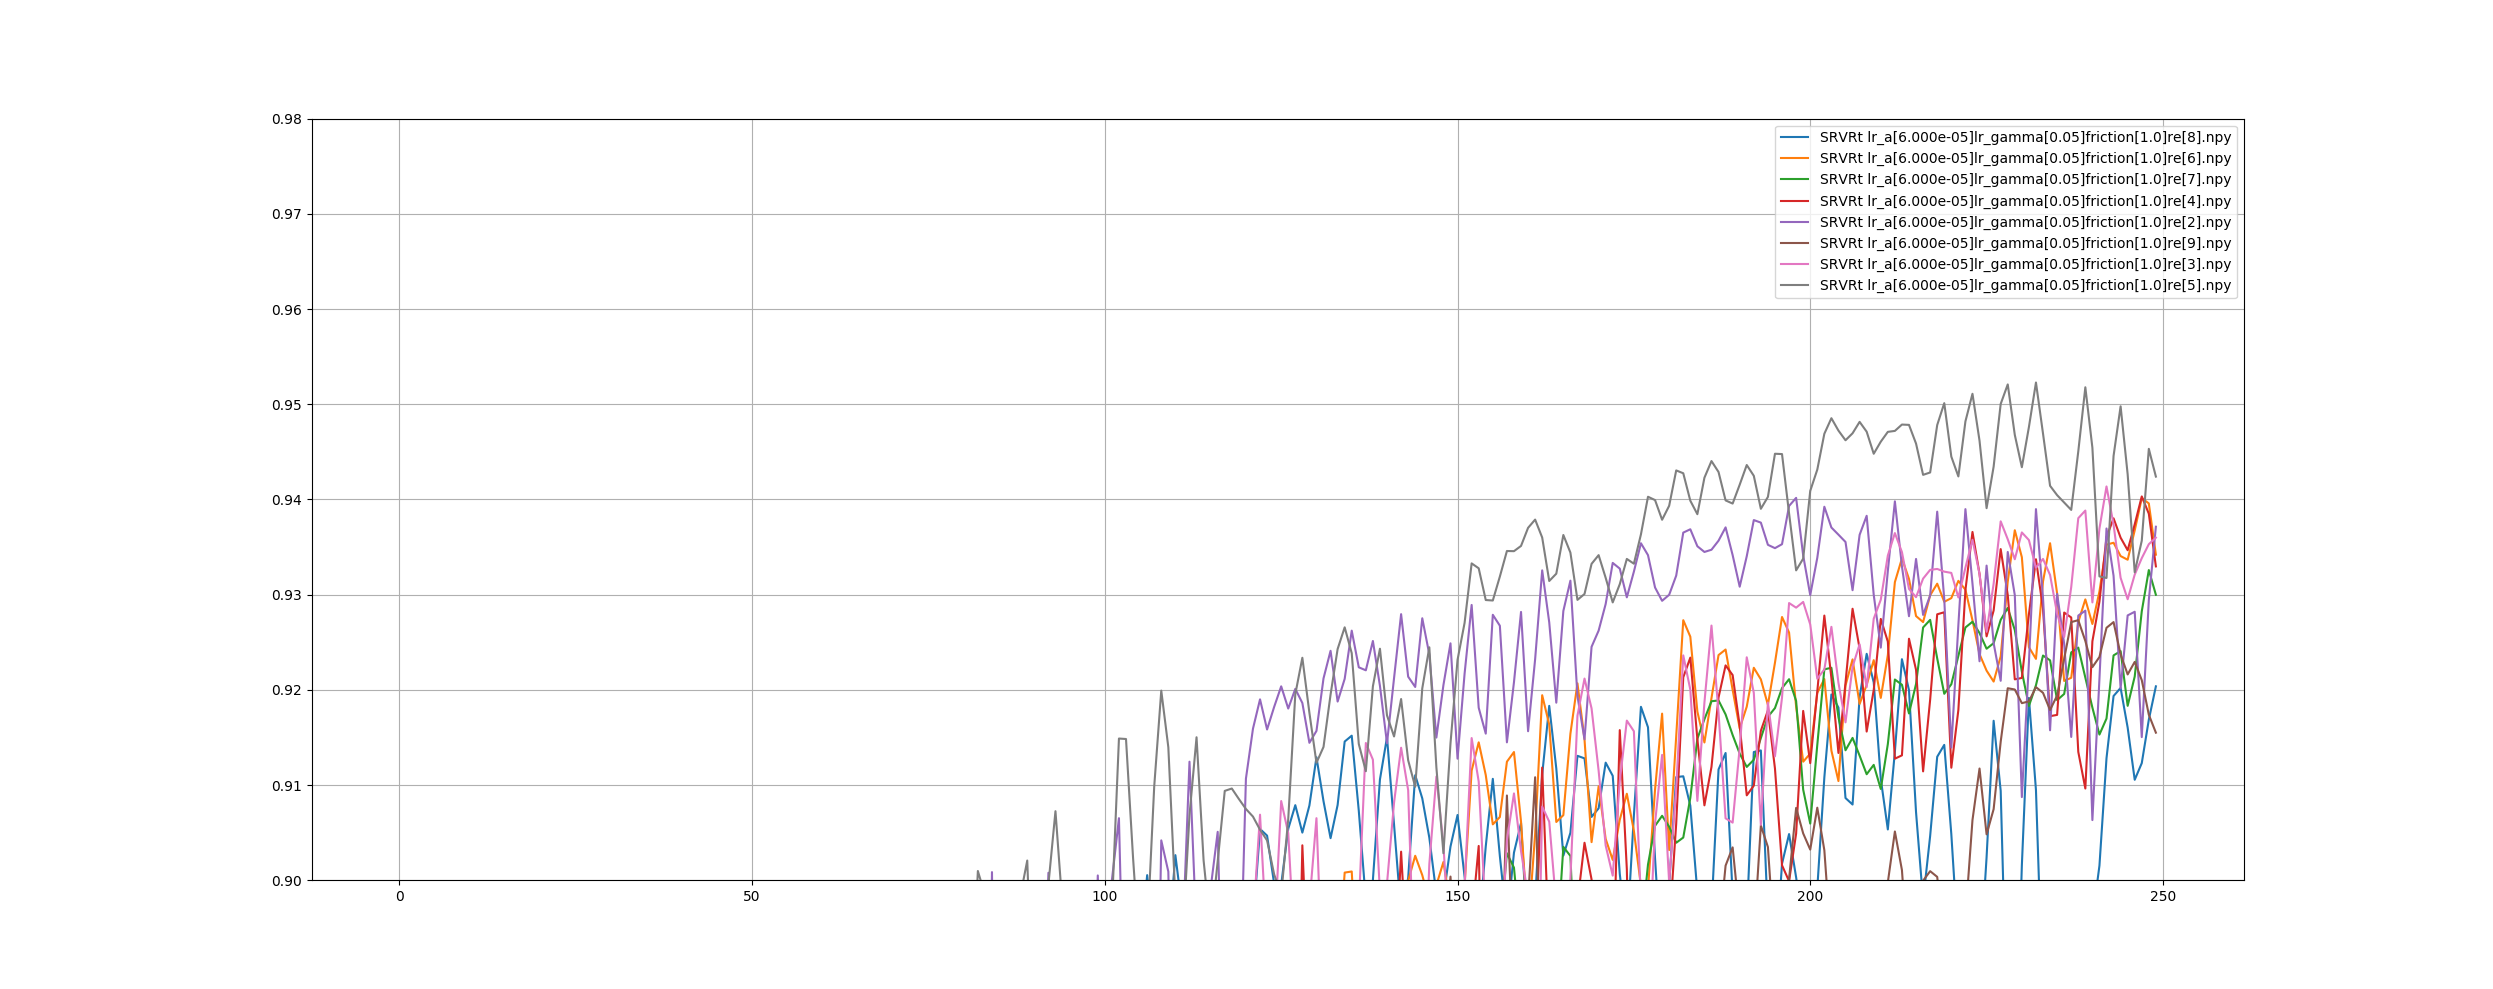 0.98
0.97
0.96
0.95
0.94
0.93
0.92
0.91
0.90
0
50
100
150
200
250
SRVRt lr_a[6.000e-05]lr_gamma[0.05]friction[1.0]re[8].npy
SRVRt lr_a[6.000e-05]lr_gamma[0.05]friction[1.0]re[6].npy
SRVRt lr_a[6.000e-05]lr_gamma[0.05]friction[1.0]re[7].npy
SRVRt lr_a[6.000e-05]lr_gamma[0.05]friction[1.0]re[4].npy
SRVRt lr_a[6.000e-05]lr_gamma[0.05]friction[1.0]re[2].npy
SRVRt lr_a[6.000e-05]lr_gamma[0.05]friction[1.0]re[9].npy
SRVRt lr_a[6.000e-05]lr_gamma[0.05]friction[1.0]re[3].npy
SRVRt lr_a[6.000e-05]lr_gamma[0.05]friction[1.0]re[5].npy